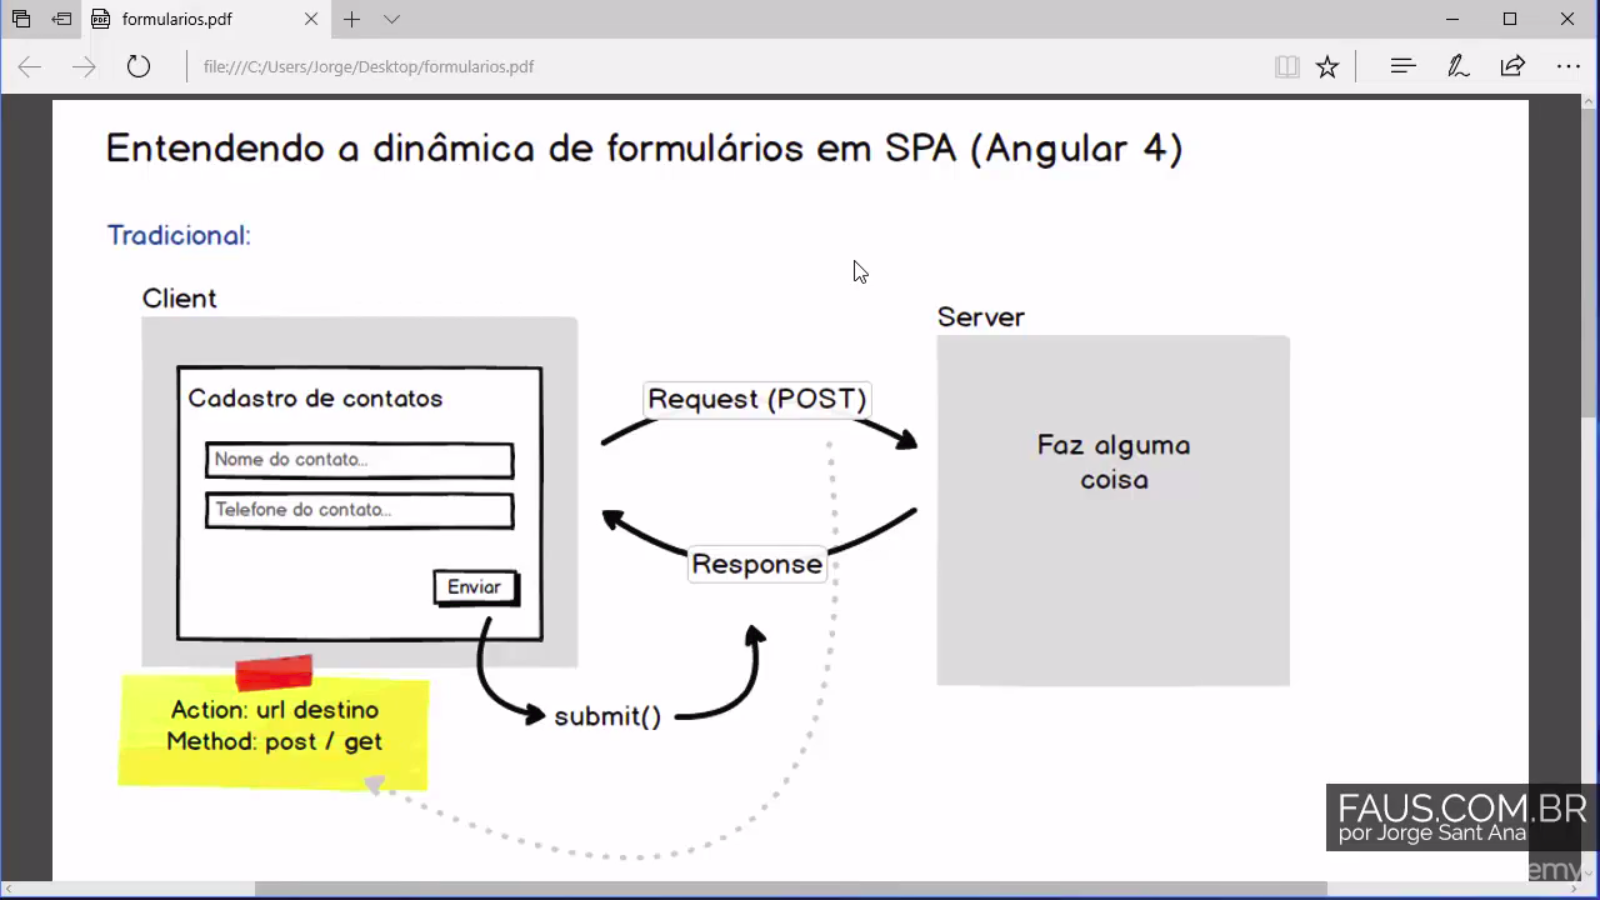 formularios.pdf
file:///C:/Users/Jorge/Desktop/formularios.pdf
Entendendo a dinâmica de formulários em SPA (Angular 4)
Tradicional:
Client
Cadastro de contatos
Nome do contato...
Telefone do contato...
Enviar
Action: url destino
Method: post / get
submit()
Request (POST)
Response
Server
Faz alguma
coisa
FAUS.COM.BR
por Jorge Sant Ana
emy